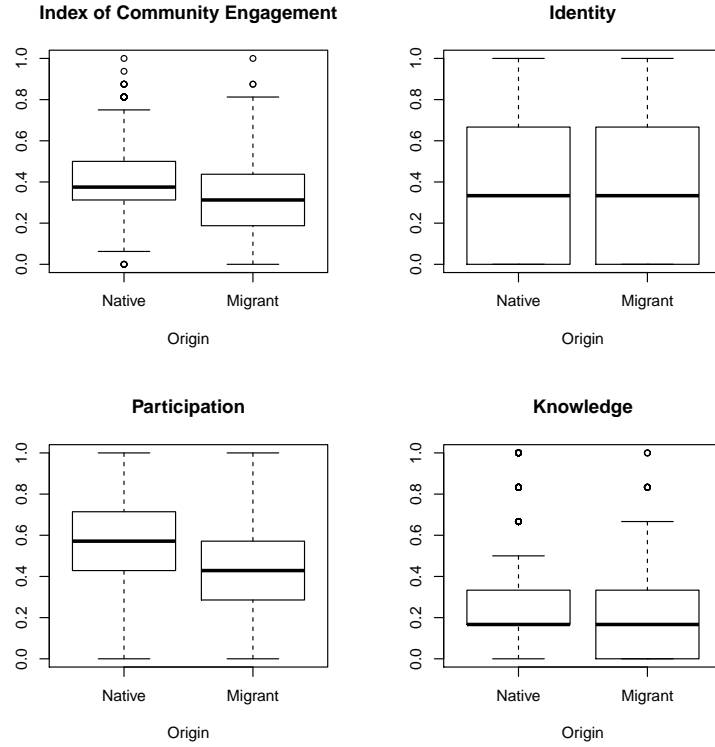 Index of Community Engagement
0.0 0.2 0.4 0.6 0.8 1.0
Native Migrant
Origin
Identity
0.0 0.2 0.4 0.6 0.8 1.0
Native Migrant
Origin
Participation
0.0 0.2 0.4 0.6 0.8 1.0
Native Migrant
Origin
Knowledge
0.0 0.2 0.4 0.6 0.8 1.0
Native Migrant
Origin